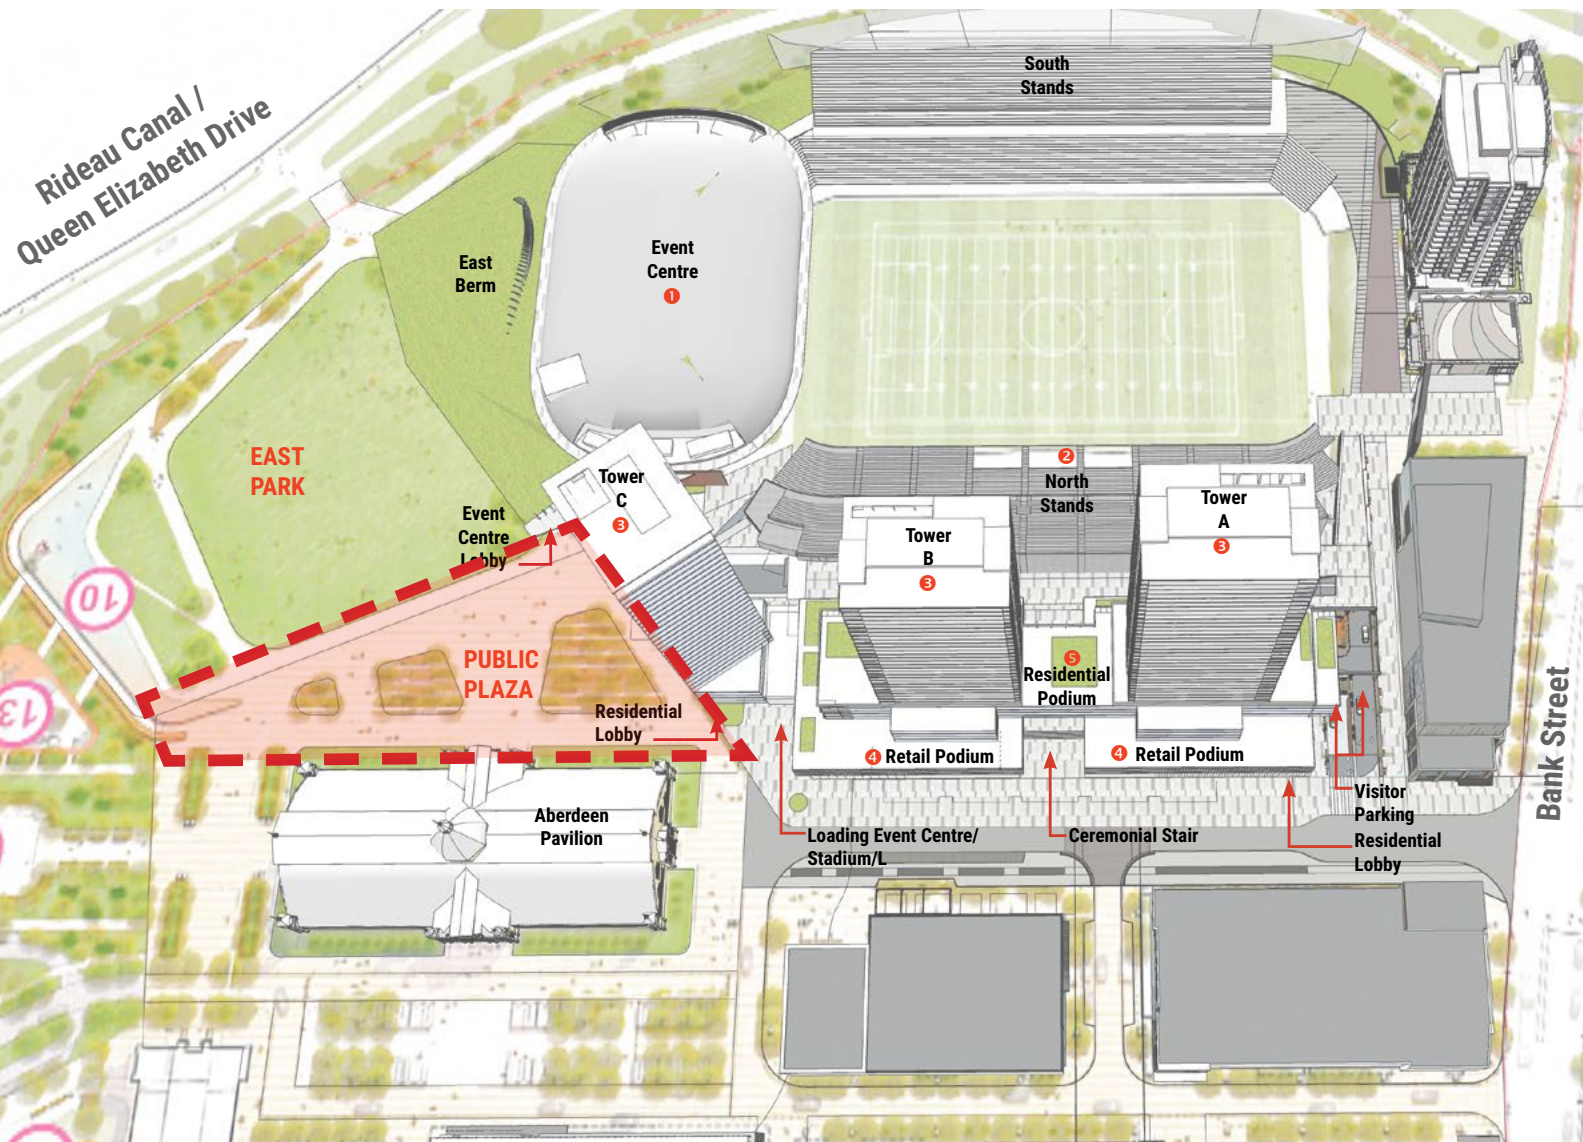 South
Stands
Rideau Canal /
Queen Elizabeth Drive
East
Berm
Event
Centre
1
EAST
PARK
Tower
C
3
2
North
Stands
Tower
A
3
Tower
B
3
Event
Centre
Lobby
10
PUBLIC
PLAZA
5
Residential
Podium
13
Residential
Lobby
4 Retail Podium
4 Retail Podium
Bank Street
Visitor
Parking
Aberdeen
Pavilion
Loading Event Centre/
Stadium/L
Ceremonial Stair
Residential
Lobby